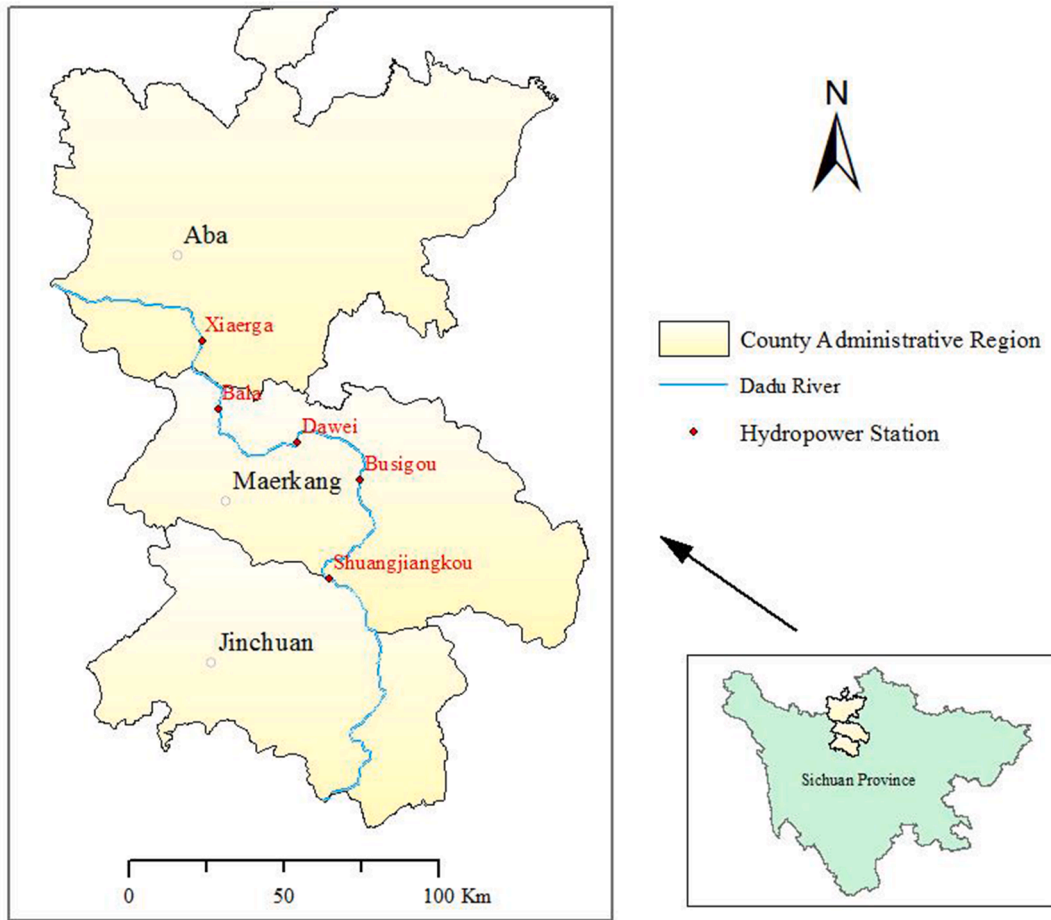 N
Aba
Xiaerga
Bala
Dawei
Busigou
Maerkang
Shuangjiangkou
Jinchuan
0 50 100 Km
County Administrative Region
Dadu River
Hydropower Station
Sichuan Province